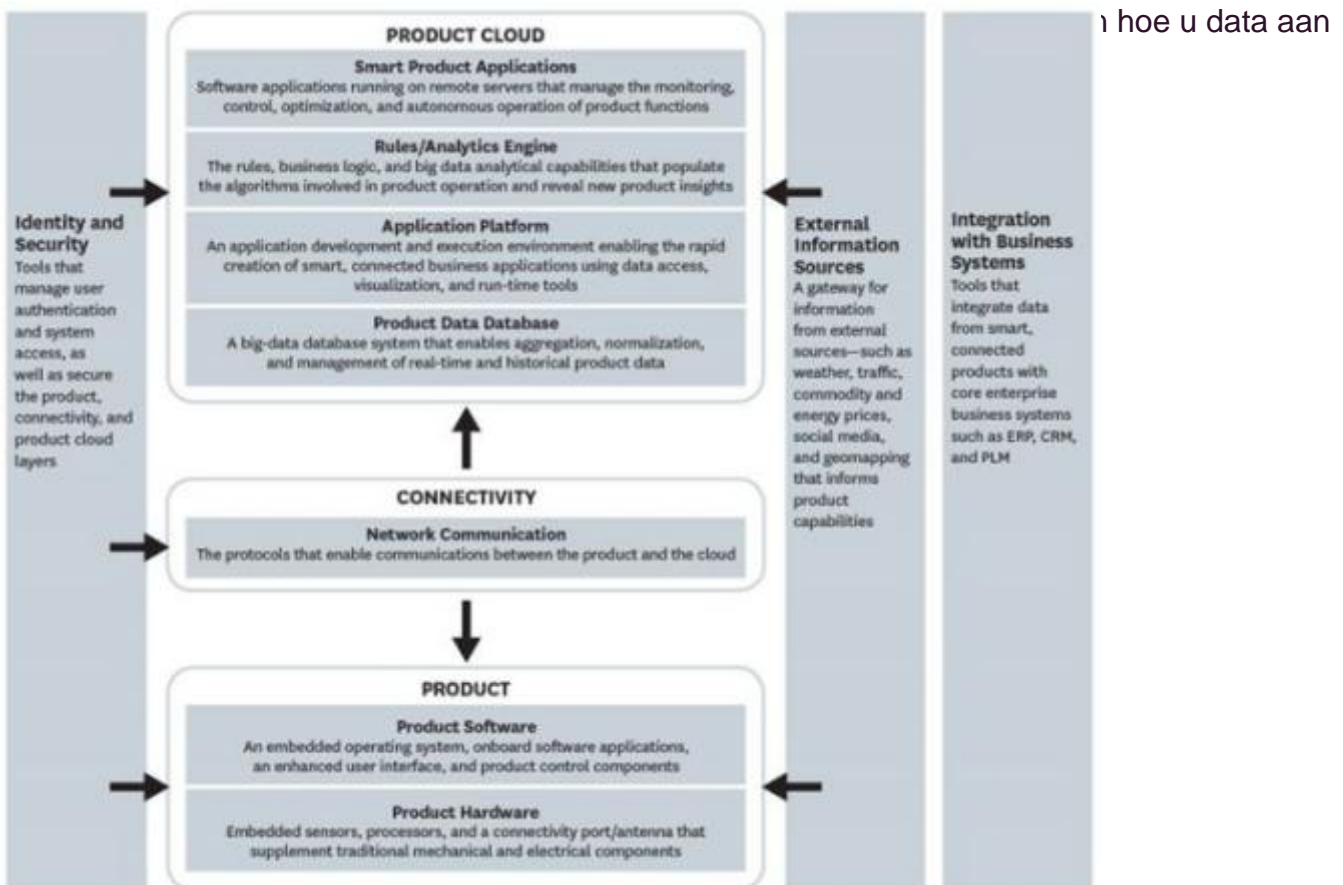 hoe u data aan
PRODUCT CLOUD
Smart Product Applications
Software applications running on remote servers that manage the monitoring,
control, optimization, and autonomous operation of product functions
Rules/Analytics Engine
The rules, business logic, and big data analytical capabilities that populate
the algorithms involved in product operation and reveal new product insights
Application Platform
An application development and execution environment enabling the rapid
creation of smart, connected business applications using data access,
visualization, and run-time tools
Product Data Database
A big-data database system that enables aggregation, normalization,
and management of real-time and historical product data
CONNECTIVITY
Network Communication
The protocols that enable communications between the product and the cloud
PRODUCT
Product Software
An embedded operating system, onboard software applications,
an enhanced user interface, and product control components
Product Hardware
Embedded sensors, processors, and a connectivity port/antenna that
supplement traditional mechanical and electrical components
Identity and
Security
Tools that
manage user
authentication
and system
access, as
well as secure
the product,
connectivity, and
product cloud
layers
External
Information
Sources
A gateway for
information
from external
sources—such as
weather, traffic,
commodity and
energy prices,
social media,
and geomapping
that informs
product
capabilities
Integration
with Business
Systems
Tools that
integrate data
from smart,
connected
products with
core enterprise
business systems
such as ERP, CRM,
and PLM